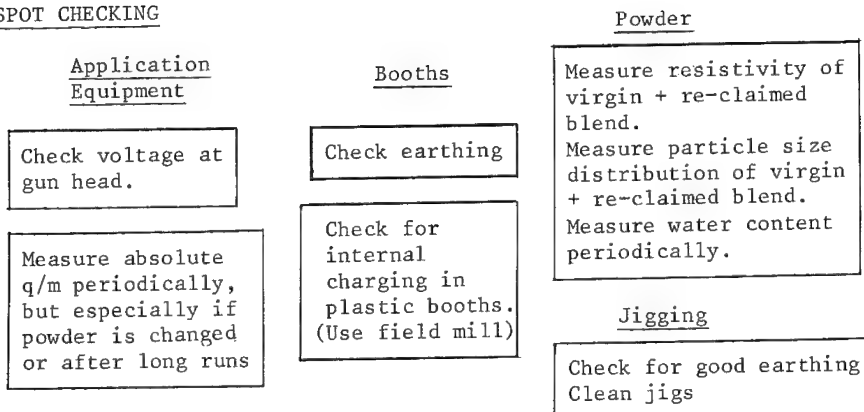 SPOT CHECKING
Application
Equipment
Check voltage at
gun head.
Measure absolute
q/m periodically,
but especially if
powder is changed
or after long runs
Booths
Check earthing
Check for
internal
charging in
plastic booths.
(Use field mill)
Powder
Measure resistivity of
virgin + re-claimed
blend.
Measure particle size
distribution of virgin
+ re-claimed blend.
Measure water content
periodically.
Jigging
Check for good earthing
Clean jigs